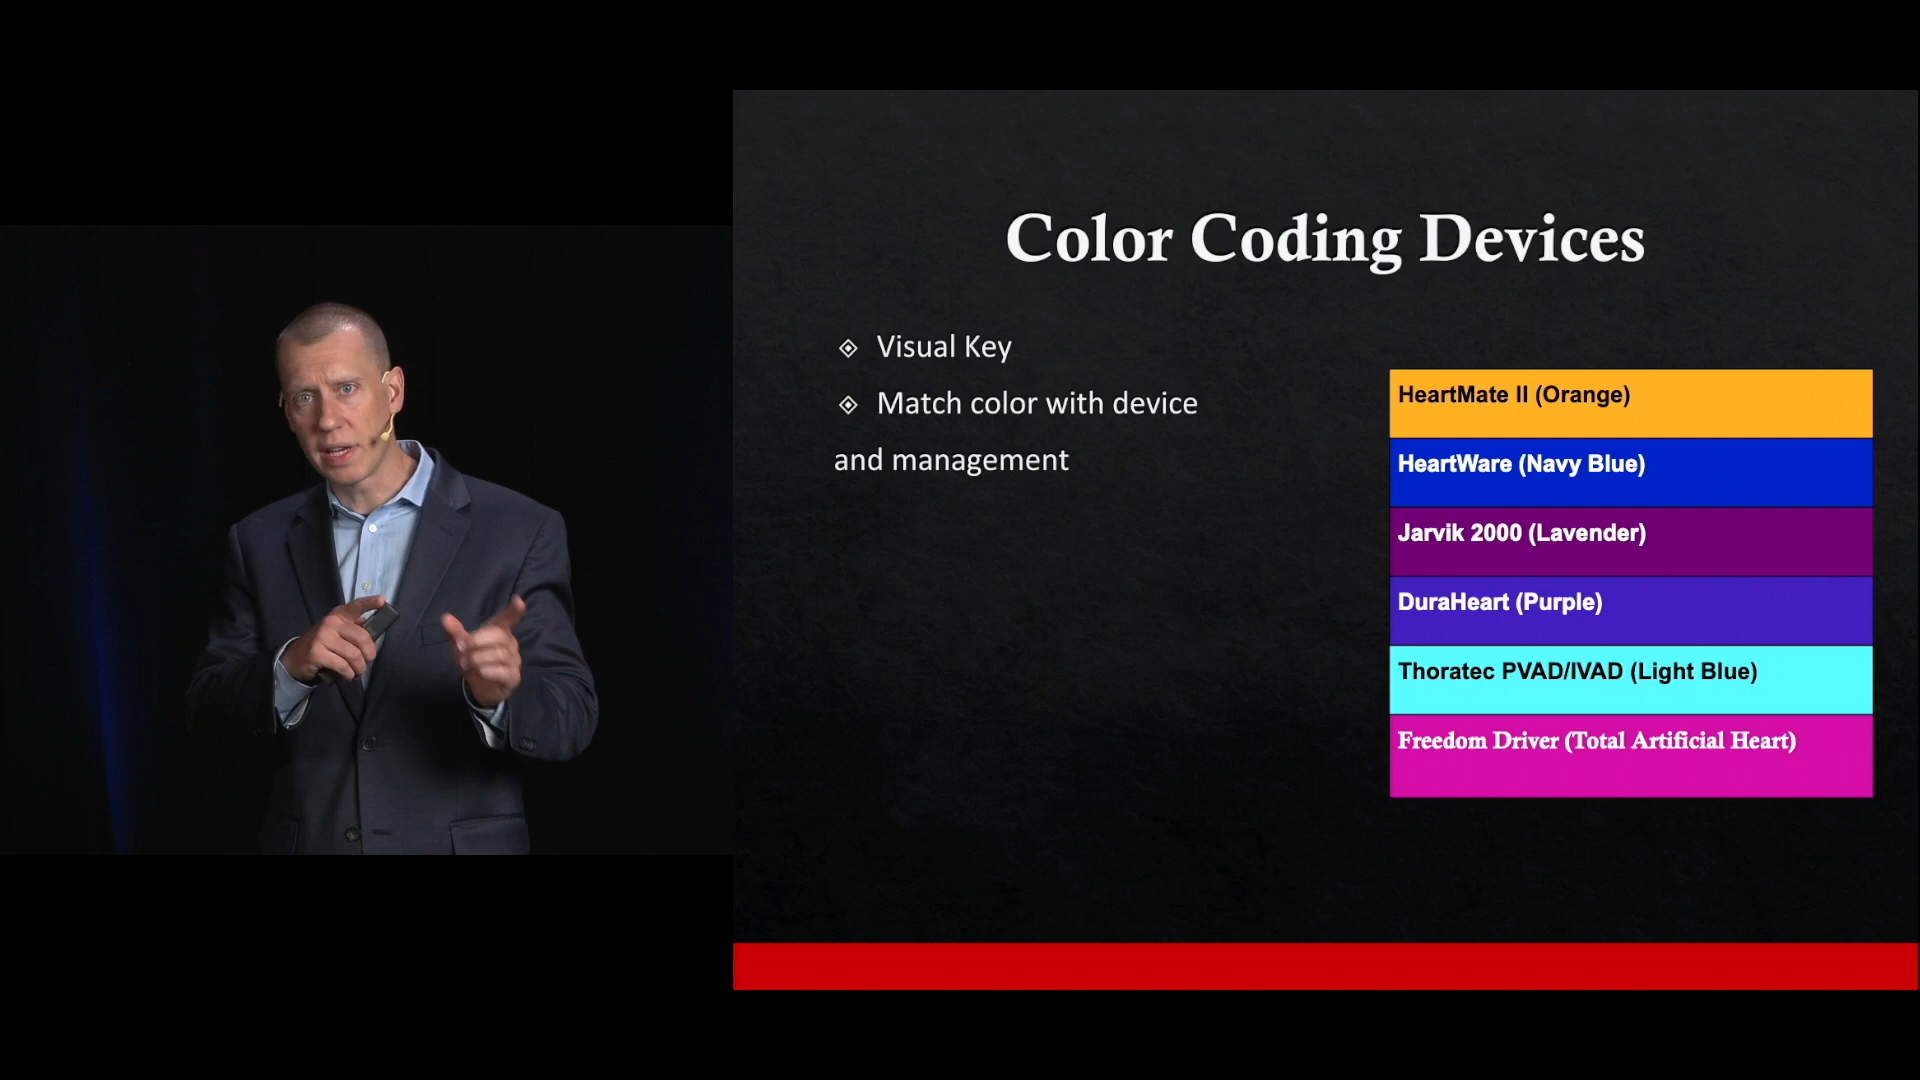 Color Coding Devices
Visual Key
Match color with device
and management
HeartMate II (Orange)
HeartWare (Navy Blue)
Jarvik 2000 (Lavender)
DuraHeart (Purple)
Thoratec PVAD/IVAD (Light Blue)
Freedom Driver (Total Artificial Heart)